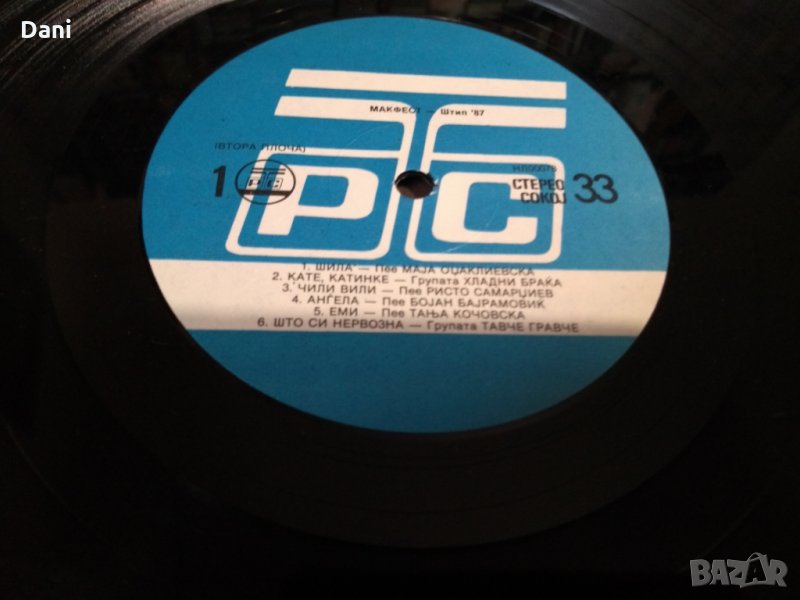 Dani
МАКФЕСТ — Штип '87
(ВТОРА ПЛОЧА)
НЛ00078
1
РТС
СТЕРЕО
СОКОЈ
33
РТС
1. ШИЛА — Пее МАЈА ОЏАКЛИЕВСКА
2. КАТЕ, КАТИНКЕ — Групата ХЛАДНИ БРАЌА
3. ЧИЛИ ВИЛИ — Пее РИСТО САМАРЏИЕВ
4. АНЃЕЛА — Пее БОЈАН БАЈРАМОВИЌ
5. ЕМИ — Пее ТАЊА КОЧОВСКА
6. ШТО СИ НЕРВОЗНА — Групата ТАВЧЕ ГРАВЧЕ
BAZAR